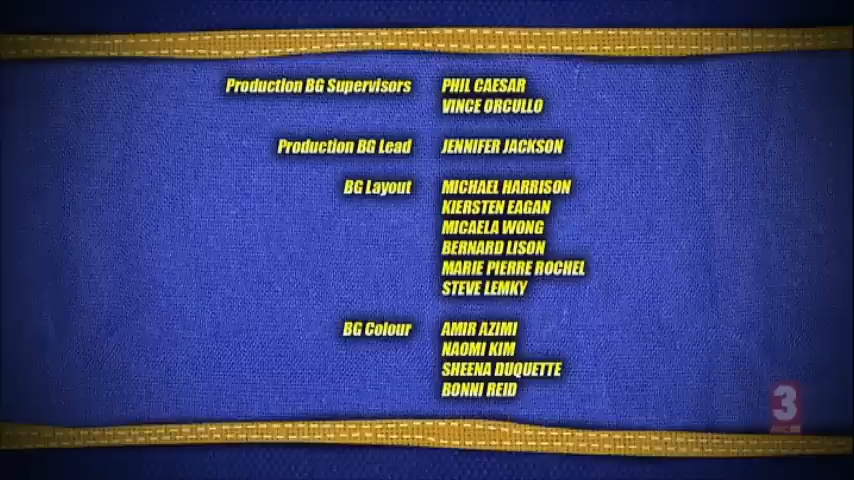 Production BG Supervisors PHIL CAESAR
VINCE ORCULLO
Production BG Lead JENNIFER JACKSON
BG Layout MICHAEL HARRISON
KIERSTEN EAGAN
MICAELA WONG
BERNARD LISON
MARIE PIERRE ROCHEL
STEVE LEMKY
BG Colour AMIR AZIMI
NAOMI KIM
SHEENA DUQUETTE
BONNI REID
3